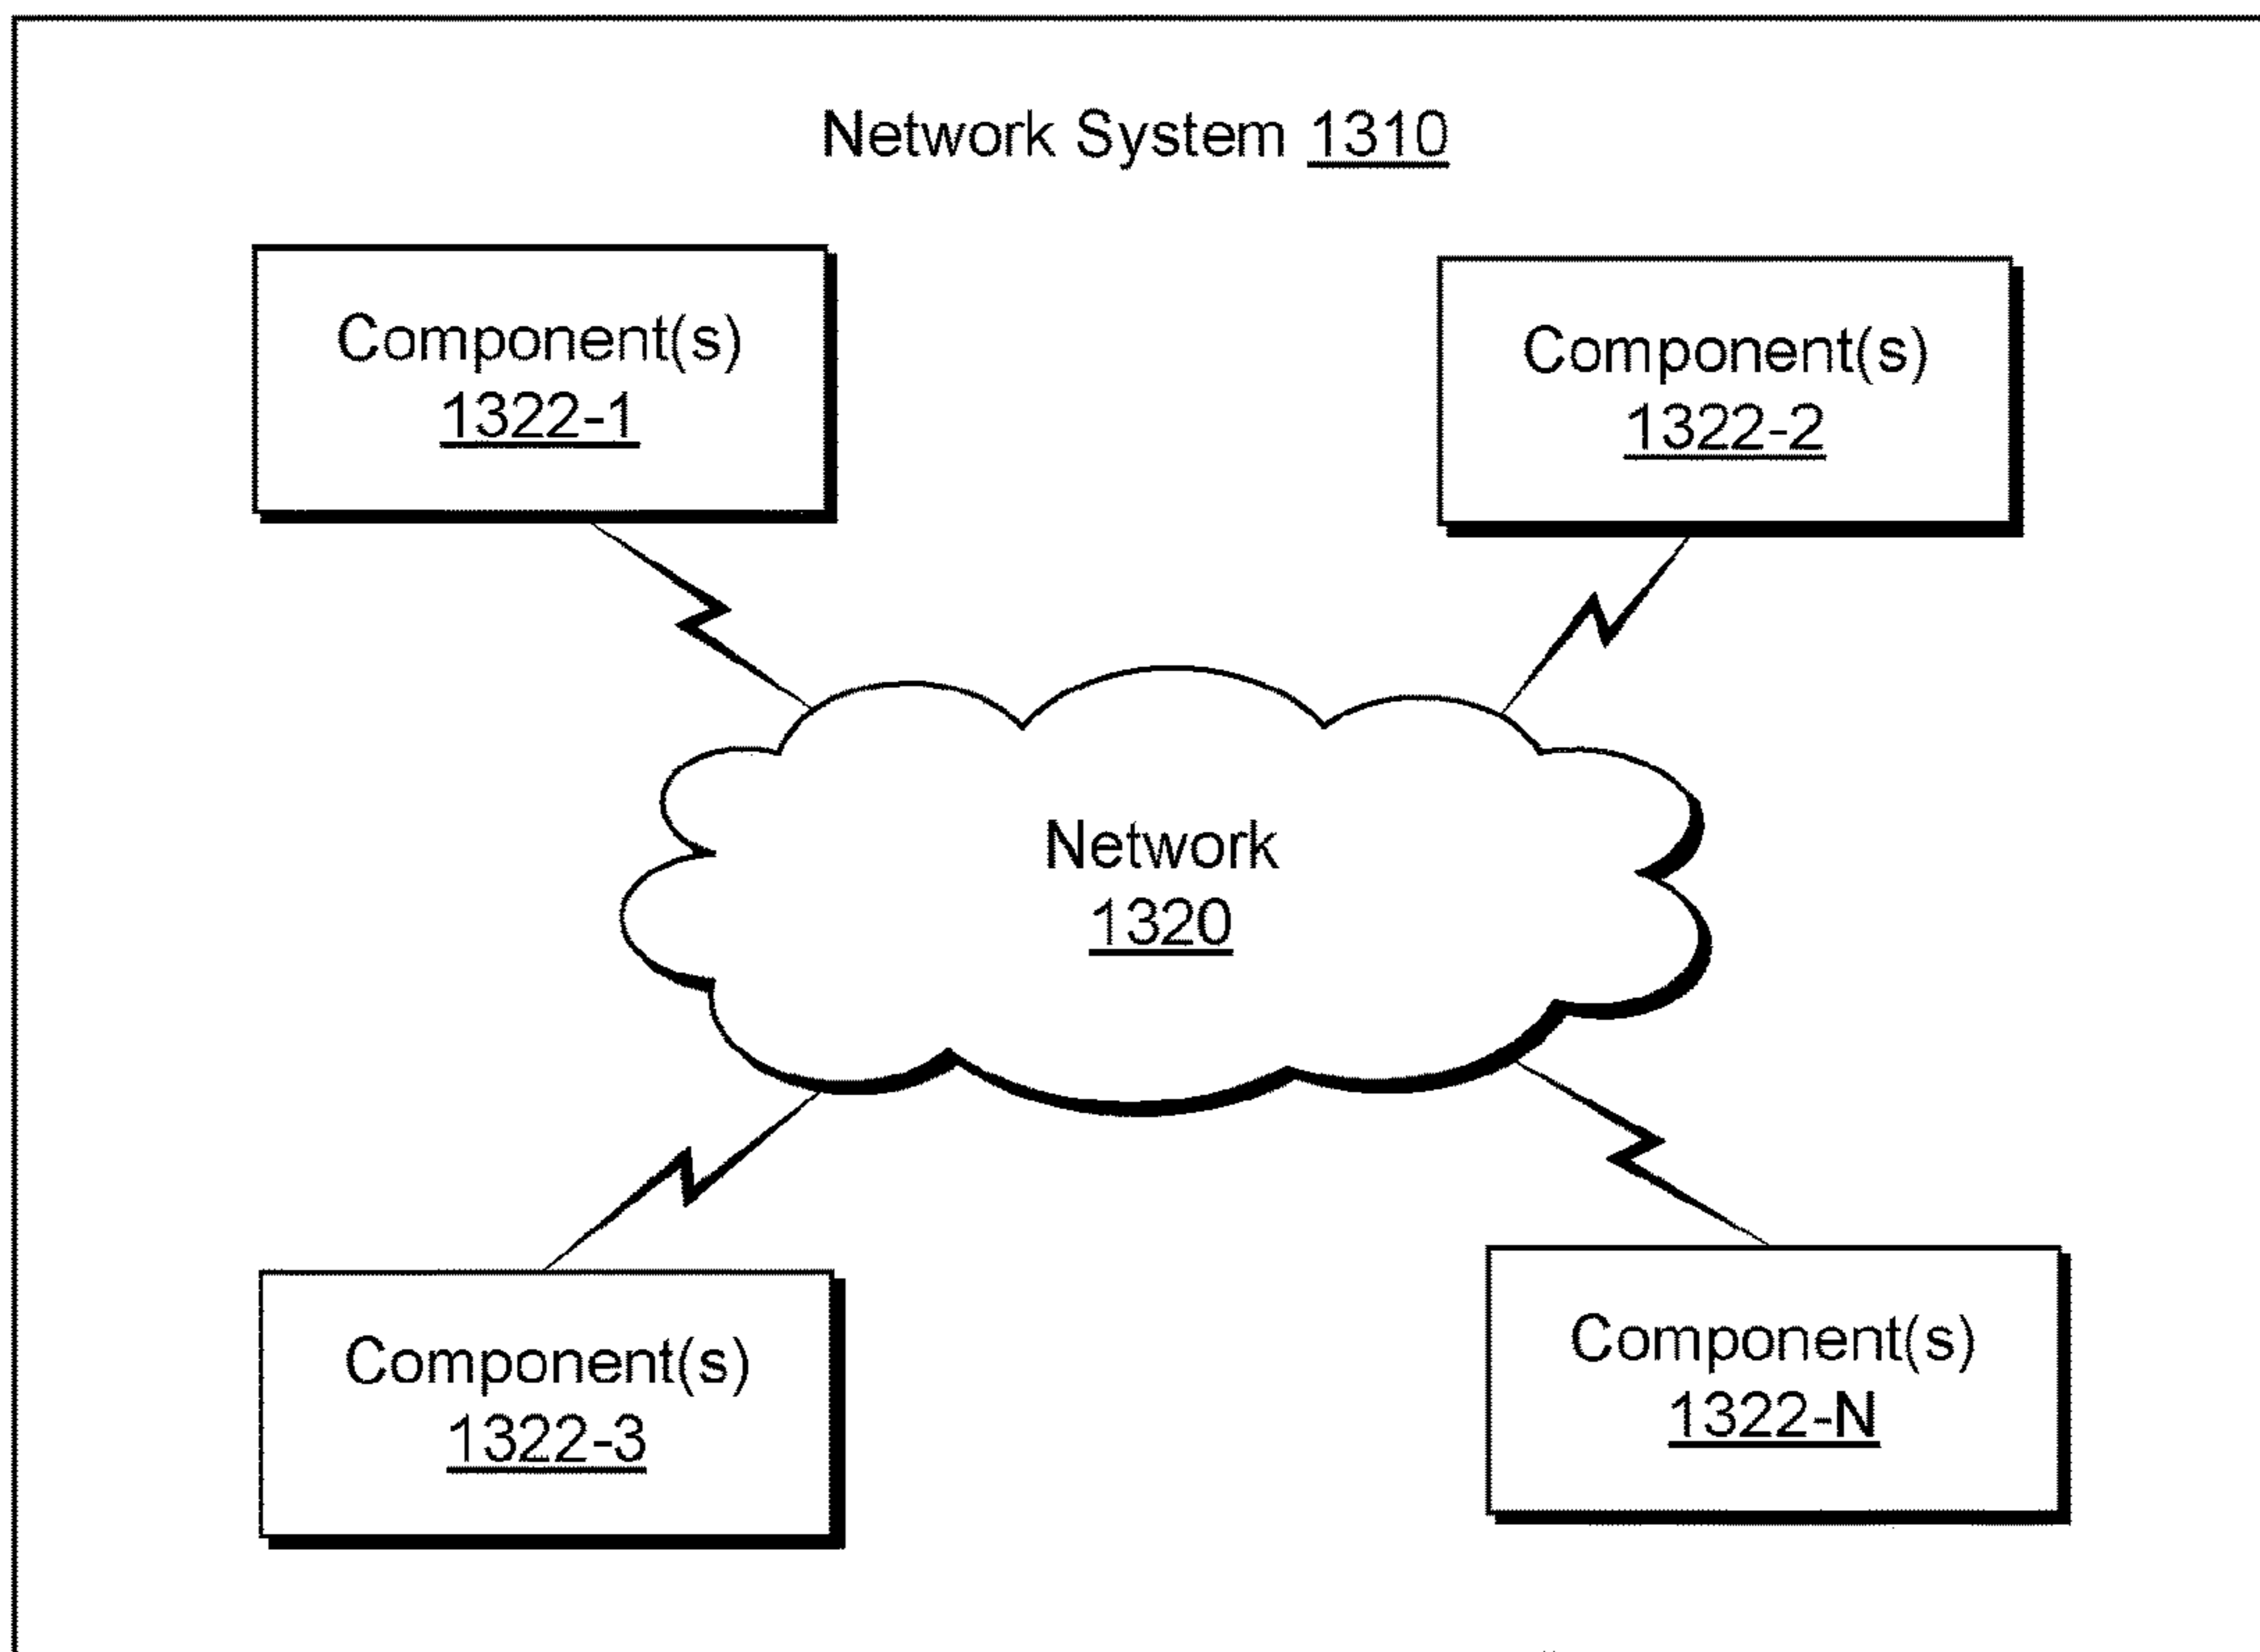 Network System 1310
Component(s)
1322-1
Component(s)
1322-2
Network
1320
Component(s)
1322-3
Component(s)
1322-N